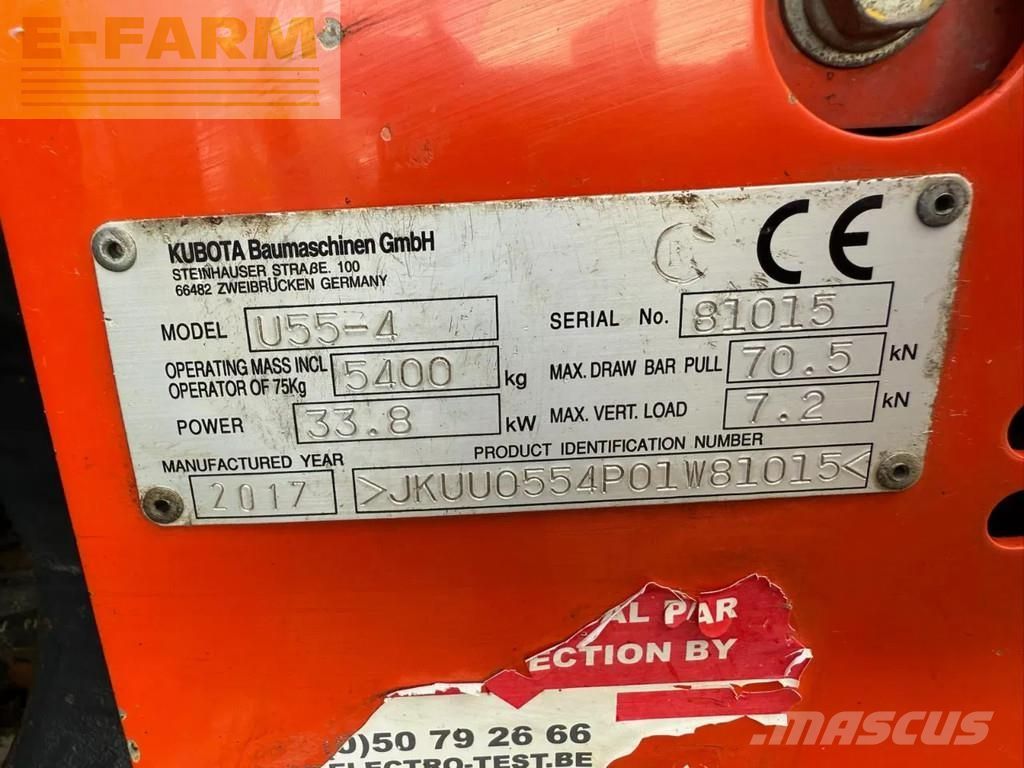 E-FARM
KUBOTA Baumaschinen GmbH
STEINHAUSER STRAßE. 100
66482 ZWEIBRÜCKEN GERMANY
CE
MODEL U55-4
SERIAL No. 81015
OPERATING MASS INCL
OPERATOR OF 75Kg 5400 kg
MAX. DRAW BAR PULL 70.5 kN
POWER 33.8 kW
MAX. VERT. LOAD 7.2 kN
MANUFACTURED YEAR
2017
PRODUCT IDENTIFICATION NUMBER
>JKUU0554P01W81015<
AL PAR
ECTION BY
0)50 79 26 66
ELECTRO-TEST.BE
MASCUS